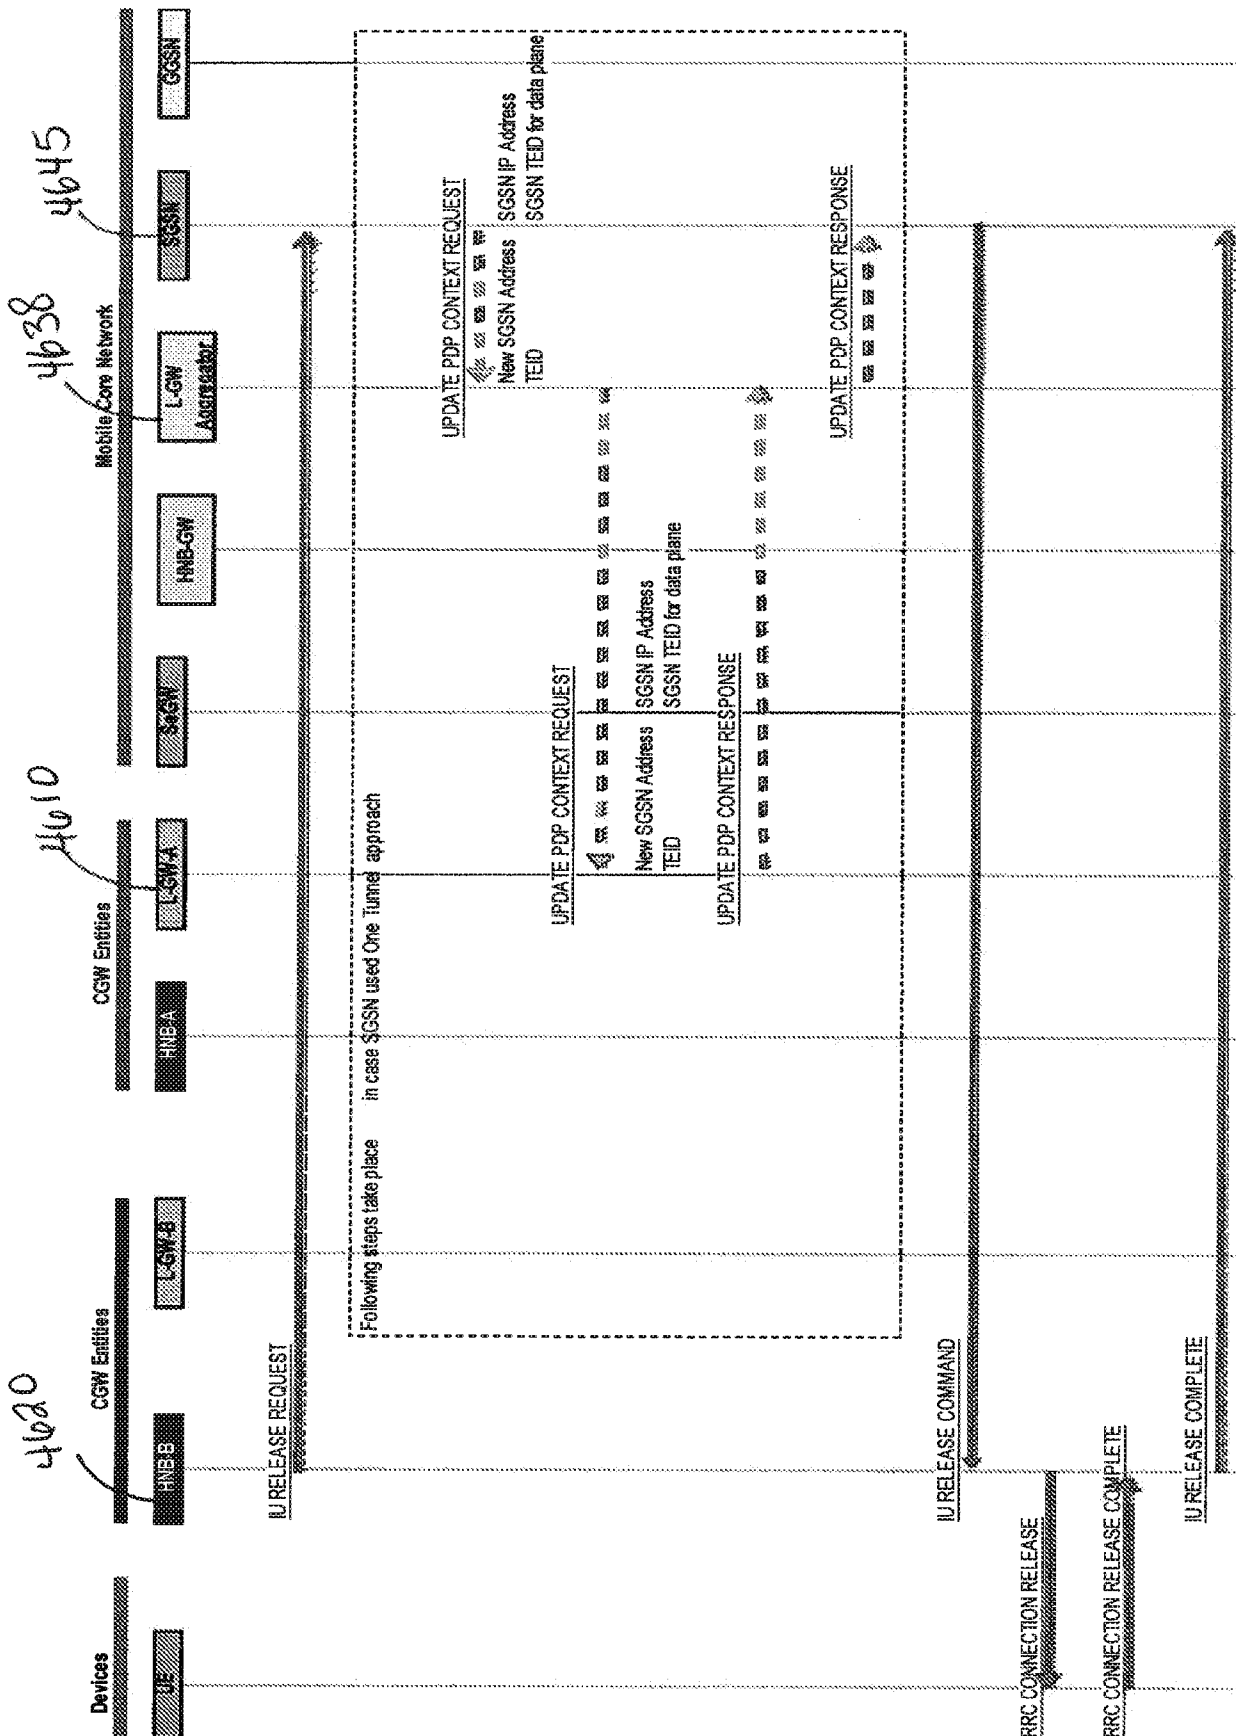 4620
4610
4638
4645
Devices
CGW Entities
CGW Entities
Mobile Core Network
UE
HNB-B
L-GW-B
HNB-A
L-GW-A
SeGW
HNB-GW
L-GW
Aggregator
SGSN
GGSN
IU RELEASE REQUEST
Following steps take place in case SGSN used One Tunnel approach
UPDATE PDP CONTEXT REQUEST
New SGSN Address SGSN IP Address
TEID SGSN TEID for data plane
UPDATE PDP CONTEXT REQUEST
New SGSN Address SGSN IP Address
TEID SGSN TEID for data plane
UPDATE PDP CONTEXT RESPONSE
UPDATE PDP CONTEXT RESPONSE
IU RELEASE COMMAND
RRC CONNECTION RELEASE
RRC CONNECTION RELEASE COMPLETE
IU RELEASE COMPLETE